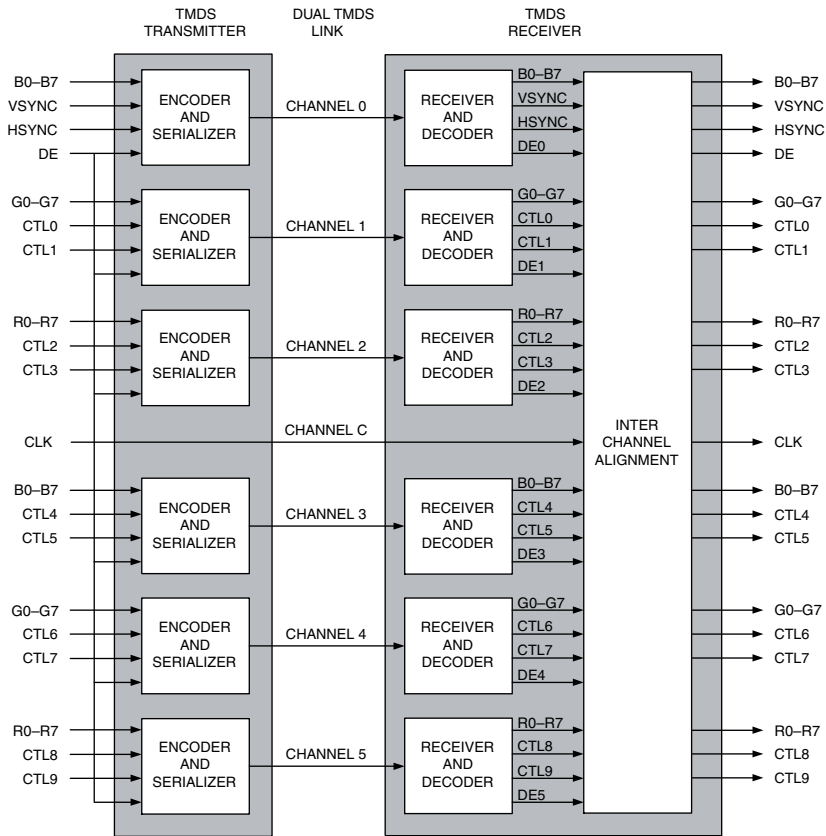 TMDS
TRANSMITTER
DUAL TMDS
LINK
TMDS
RECEIVER
B0–B7
VSYNC
HSYNC
DE
ENCODER
AND
SERIALIZER
CHANNEL 0
RECEIVER
AND
DECODER
B0–B7
VSYNC
HSYNC
DE0
B0–B7
VSYNC
HSYNC
DE
G0–G7
CTL0
CTL1
ENCODER
AND
SERIALIZER
CHANNEL 1
RECEIVER
AND
DECODER
G0–G7
CTL0
CTL1
DE1
G0–G7
CTL0
CTL1
R0–R7
CTL2
CTL3
ENCODER
AND
SERIALIZER
CHANNEL 2
RECEIVER
AND
DECODER
R0–R7
CTL2
CTL3
DE2
R0–R7
CTL2
CTL3
CLK
CHANNEL C
INTER
CHANNEL
ALIGNMENT
CLK
B0–B7
CTL4
CTL5
ENCODER
AND
SERIALIZER
CHANNEL 3
RECEIVER
AND
DECODER
B0–B7
CTL4
CTL5
DE3
B0–B7
CTL4
CTL5
G0–G7
CTL6
CTL7
ENCODER
AND
SERIALIZER
CHANNEL 4
RECEIVER
AND
DECODER
G0–G7
CTL6
CTL7
DE4
G0–G7
CTL6
CTL7
R0–R7
CTL8
CTL9
ENCODER
AND
SERIALIZER
CHANNEL 5
RECEIVER
AND
DECODER
R0–R7
CTL8
CTL9
DE5
R0–R7
CTL8
CTL9